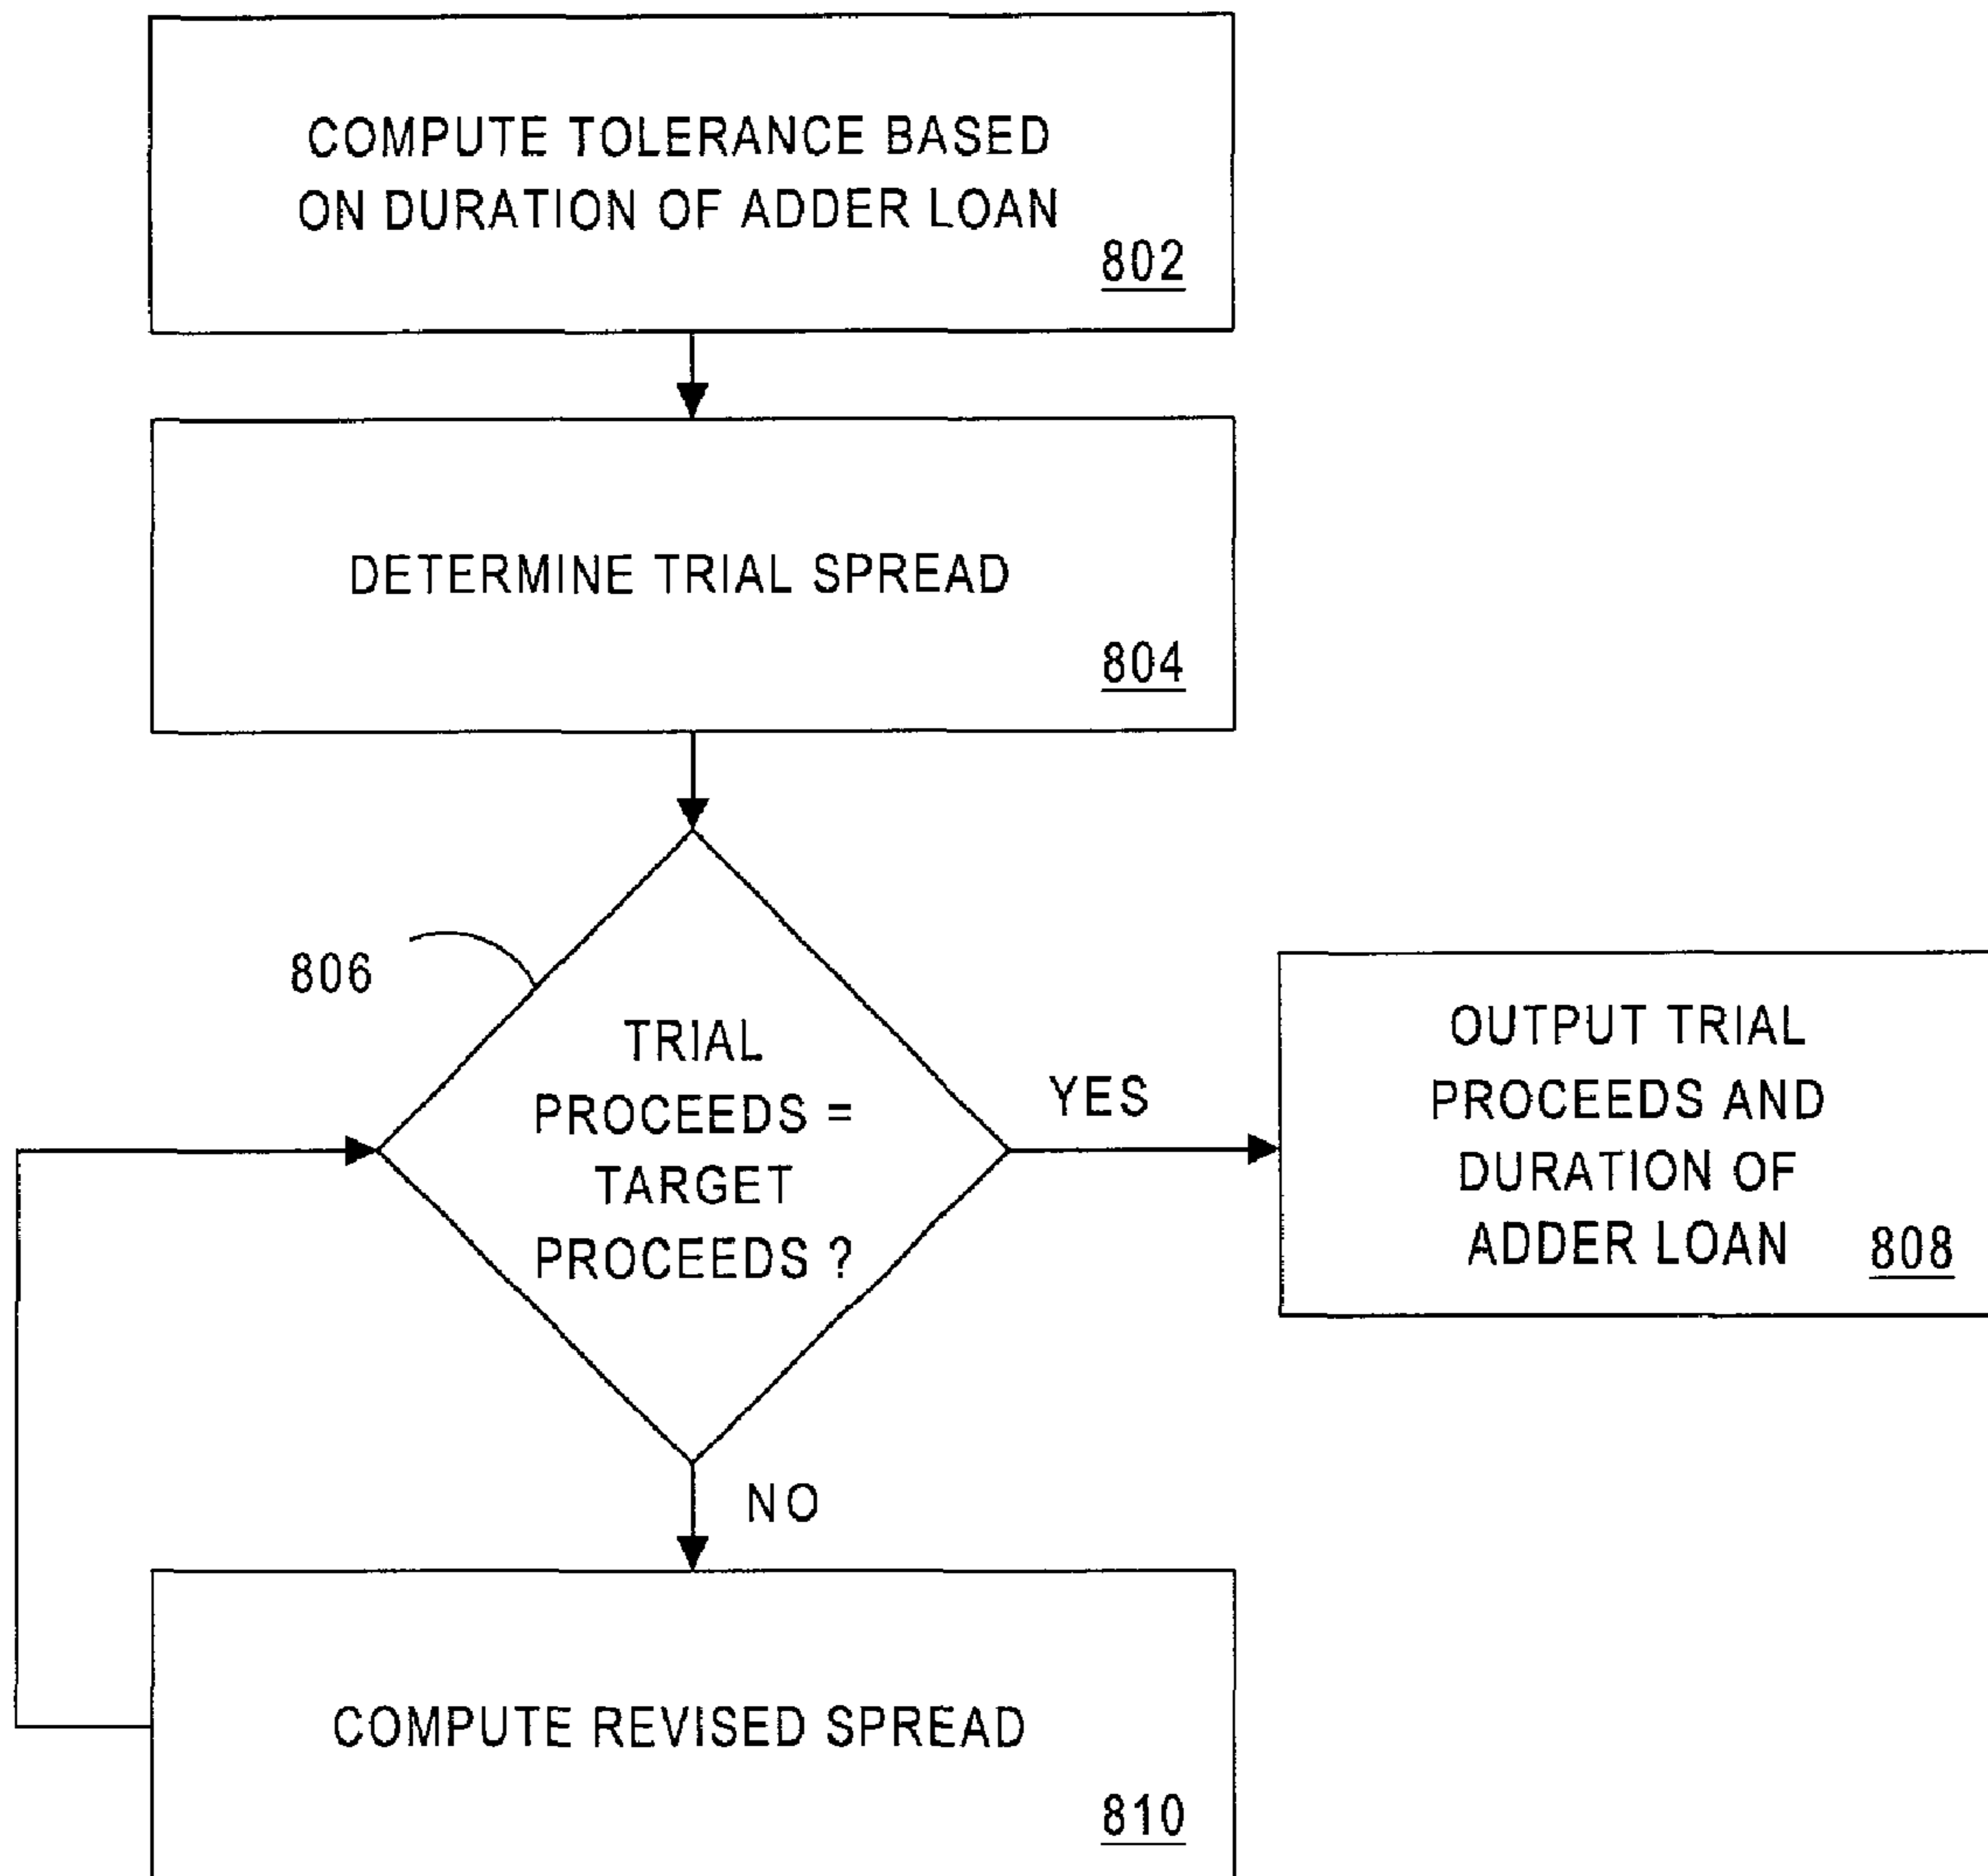 COMPUTE TOLERANCE BASED
ON DURATION OF ADDER LOAN
802
DETERMINE TRIAL SPREAD
804
806
TRIAL
PROCEEDS =
TARGET
PROCEEDS ?
YES
OUTPUT TRIAL
PROCEEDS AND
DURATION OF
ADDER LOAN
808
NO
COMPUTE REVISED SPREAD
810